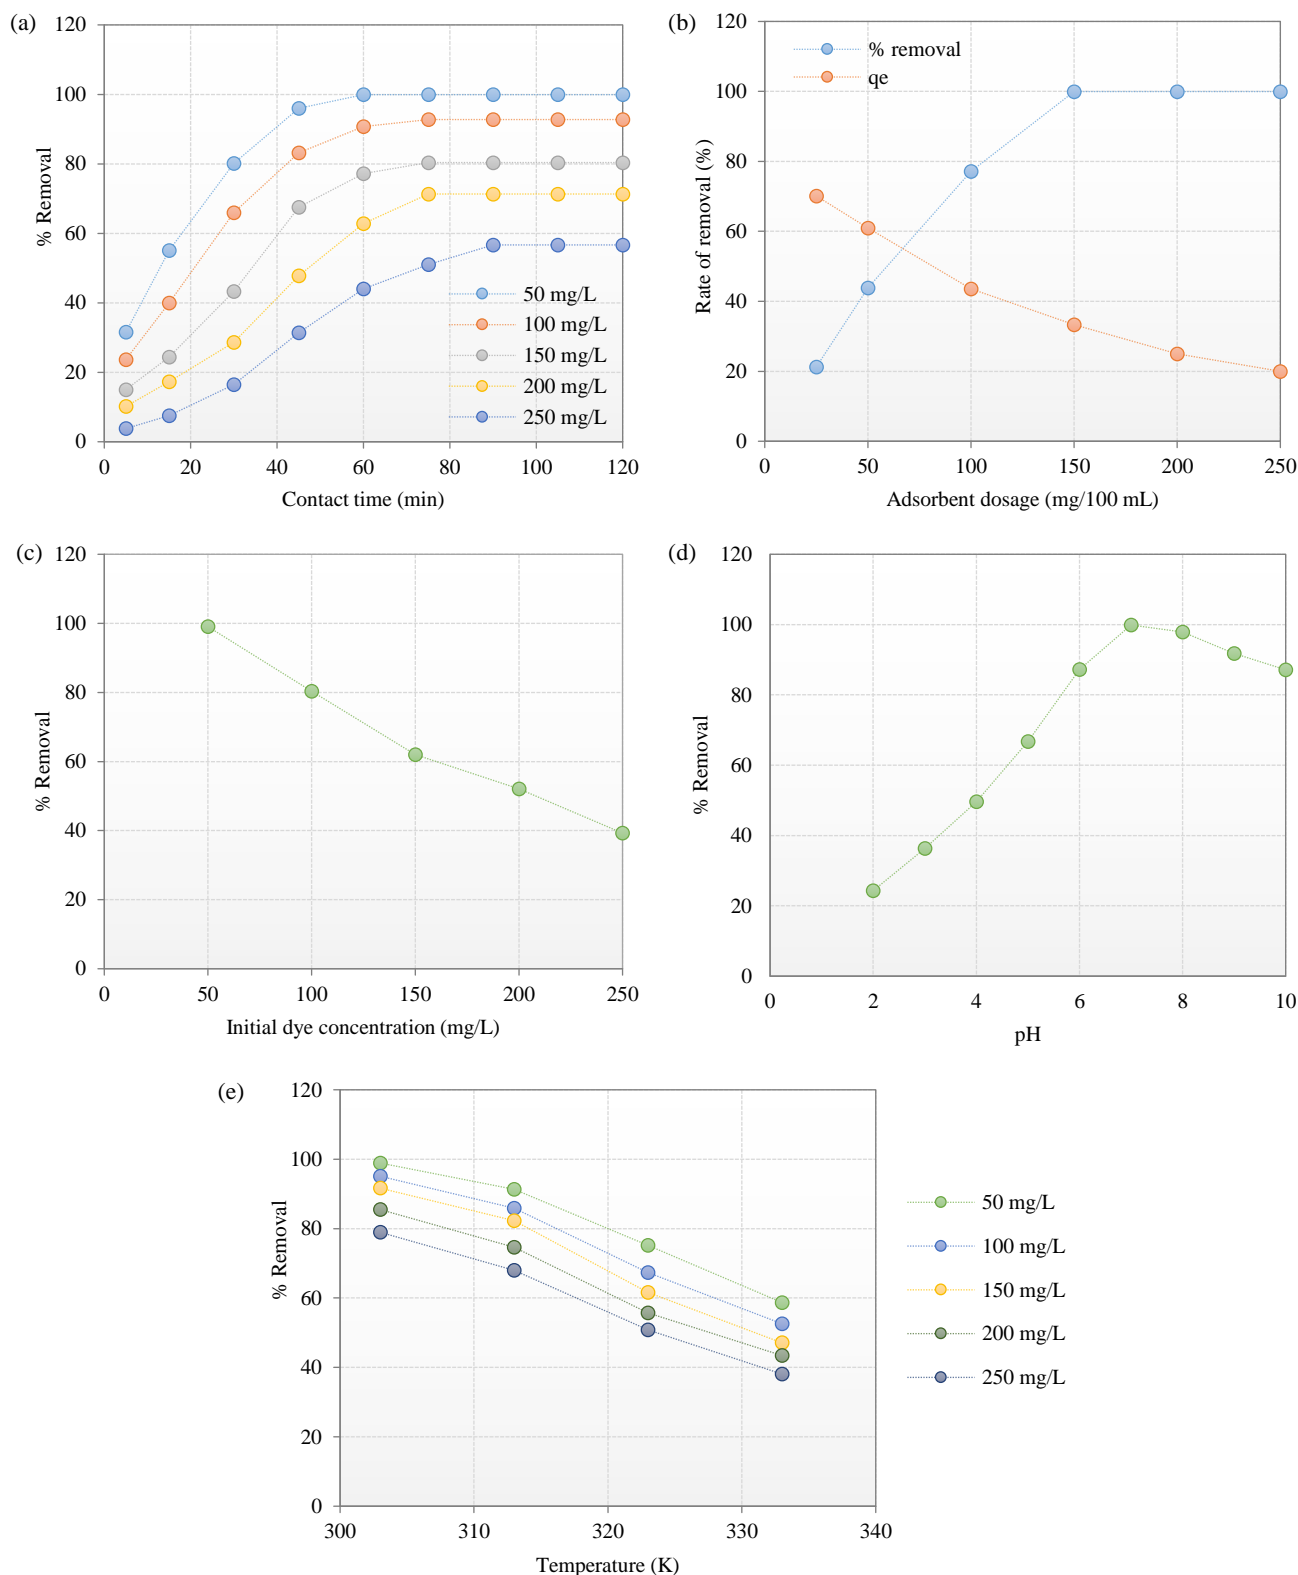 (a)
120
100
80
60
40
20
0
% Removal
0 20 40 60 80 100 120
Contact time (min)
50 mg/L
100 mg/L
150 mg/L
200 mg/L
250 mg/L
(b)
120
100
80
60
40
20
0
Rate of removal (%)
% removal
qe
0 50 100 150 200 250
Adsorbent dosage (mg/100 mL)
(c)
120
100
80
60
40
20
0
% Removal
0 50 100 150 200 250
Initial dye concentration (mg/L)
(d)
120
100
80
60
40
20
0
% Removal
0 2 4 6 8 10
pH
(e)
120
100
80
60
40
20
0
% Removal
300 310 320 330 340
Temperature (K)
50 mg/L
100 mg/L
150 mg/L
200 mg/L
250 mg/L